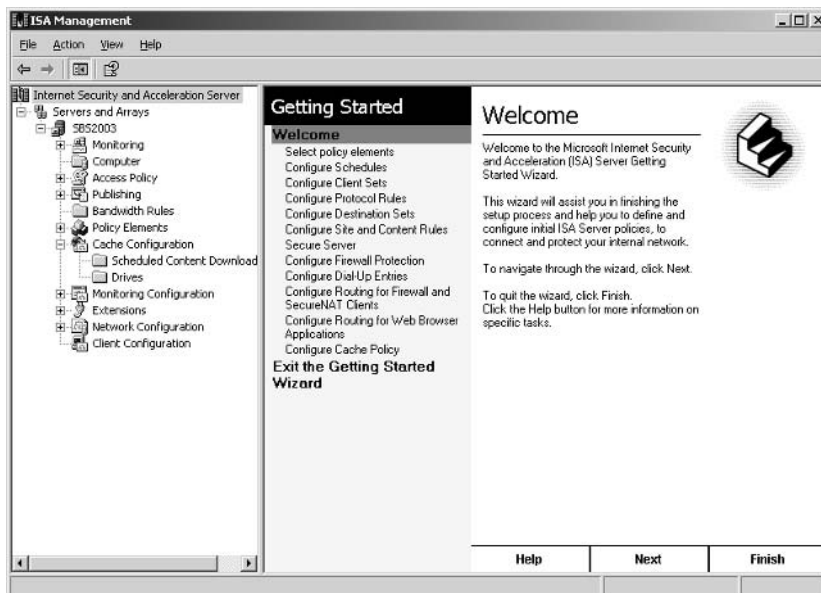 ISA Management
File Action View Help
Internet Security and Acceleration Server
Servers and Arrays
SBS2003
Monitoring
Computer
Access Policy
Publishing
Bandwidth Rules
Policy Elements
Cache Configuration
Scheduled Content Download
Drives
Monitoring Configuration
Extensions
Network Configuration
Client Configuration
Getting Started
Welcome
Select policy elements
Configure Schedules
Configure Client Sets
Configure Protocol Rules
Configure Destination Sets
Configure Site and Content Rules
Secure Server
Configure Firewall Protection
Configure Dial-Up Entries
Configure Routing for Firewall and
SecureNAT Clients
Configure Routing for Web Browser
Applications
Configure Cache Policy
Exit the Getting Started
Wizard
Welcome
Welcome to the Microsoft Internet Security
and Acceleration (ISA) Server Getting
Started Wizard.
This wizard will assist you in finishing the
setup process and help you to define and
configure initial ISA Server policies, to
connect and protect your internal network.
To navigate through the wizard, click Next.
To quit the wizard, click Finish.
Click the Help button for more information on
specific tasks.
Help Next Finish